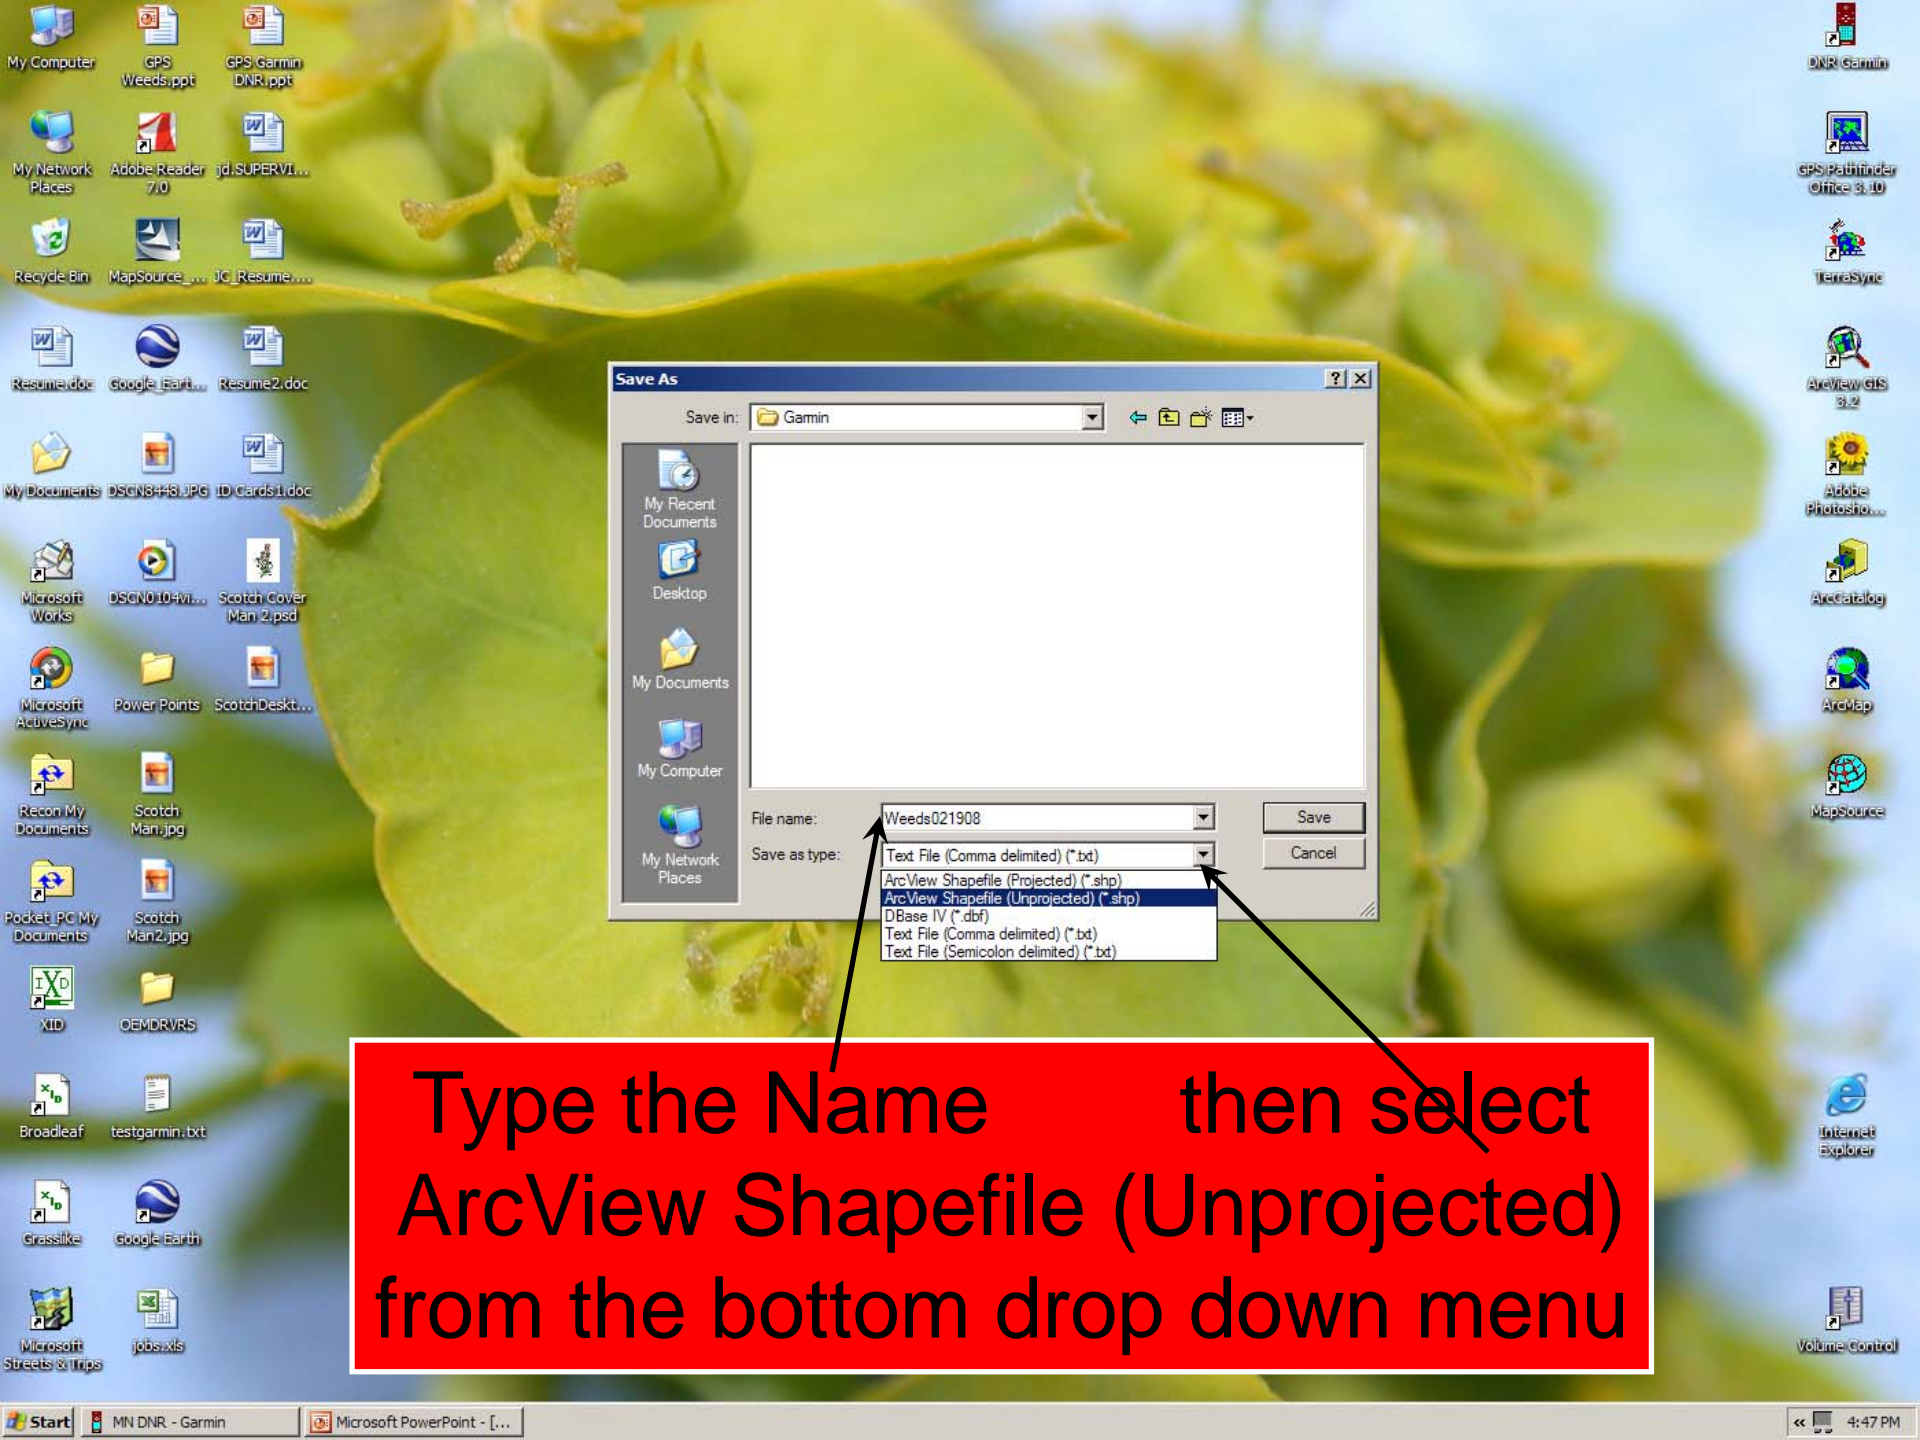 My Computer
GPS Weeds.ppt
GPS Garmin DNR.ppt
My Network Places
Adobe Reader 7.0
jd.SUPERVI...
Recycle Bin
MapSource_...
JC_Resume....
Resume.doc
Google_Eart...
Resume2.doc
My Documents
DSCN8448.JPG
ID Cards1.doc
Microsoft Works
DSCN0104vi...
Scotch Cover Man 2.psd
Microsoft ActiveSync
Power Points
ScotchDeskt...
Recon My Documents
Scotch Man.jpg
Pocket_PC My Documents
Scotch Man2.jpg
XID
OEMDRVRS
Broadleaf
testgarmin.txt
Grasslike
Google Earth
Microsoft Streets & Trips
jobs.xls
Save As
Save in:
Garmin
My Recent Documents
Desktop
My Documents
My Computer
My Network Places
File name:
Weeds021908
Save
Save as type:
Text File (Comma delimited) (*.txt)
Cancel
ArcView Shapefile (Projected) (*.shp)
ArcView Shapefile (Unprojected) (*.shp)
DBase IV (*.dbf)
Text File (Comma delimited) (*.txt)
Text File (Semicolon delimited) (*.txt)
Type the Name then select
ArcView Shapefile (Unprojected)
from the bottom drop down menu
DNR Garmin
GPS Pathfinder Office 3.10
TerraSync
ArcView GIS 3.2
Adobe Photosho...
ArcCatalog
ArcMap
MapSource
Internet Explorer
Volume Control
Start
MN DNR - Garmin
Microsoft PowerPoint - [...
4:47 PM